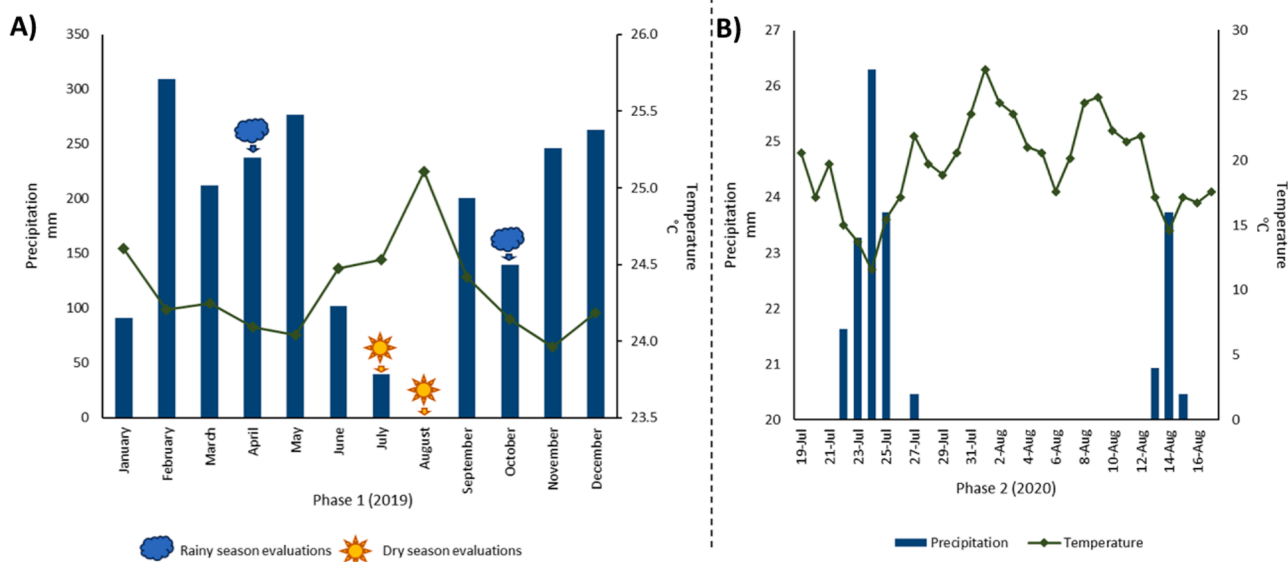 A)
350
300
250
200
150
100
50
0
Precipitation
mm
26.0
25.5
25.0
24.5
24.0
23.5
Temperature
°C
January
February
March
April
May
June
July
August
September
October
November
December
Phase 1 (2019)
Rainy season evaluations
Dry season evaluations
B)
27
26
25
24
23
22
21
20
Precipitation
mm
30
25
20
15
10
5
0
Temperature
°C
19-Jul
21-Jul
23-Jul
25-Jul
27-Jul
29-Jul
31-Jul
2-Aug
4-Aug
6-Aug
8-Aug
10-Aug
12-Aug
14-Aug
16-Aug
Phase 2 (2020)
Precipitation
Temperature